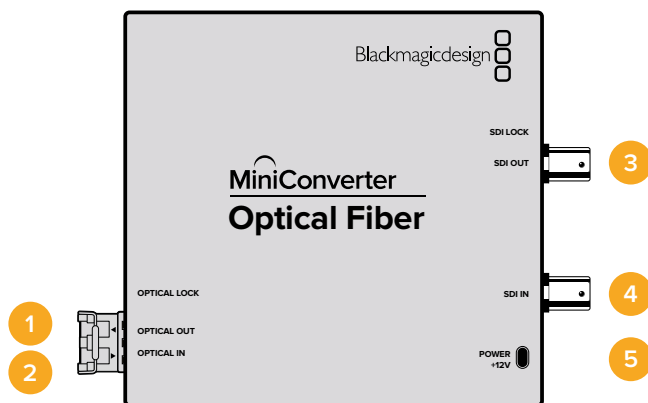 Blackmagicdesign
SDI LOCK
SDI OUT
3
MiniConverter
Optical Fiber
OPTICAL LOCK
SDI IN
4
1
OPTICAL OUT
2
OPTICAL IN
POWER
+12V
5